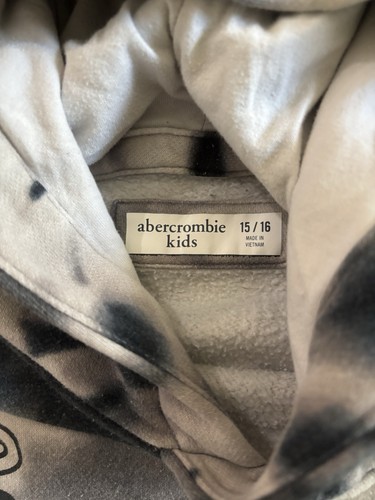 abercrombie
kids
15 / 16
MADE IN
VIETNAM